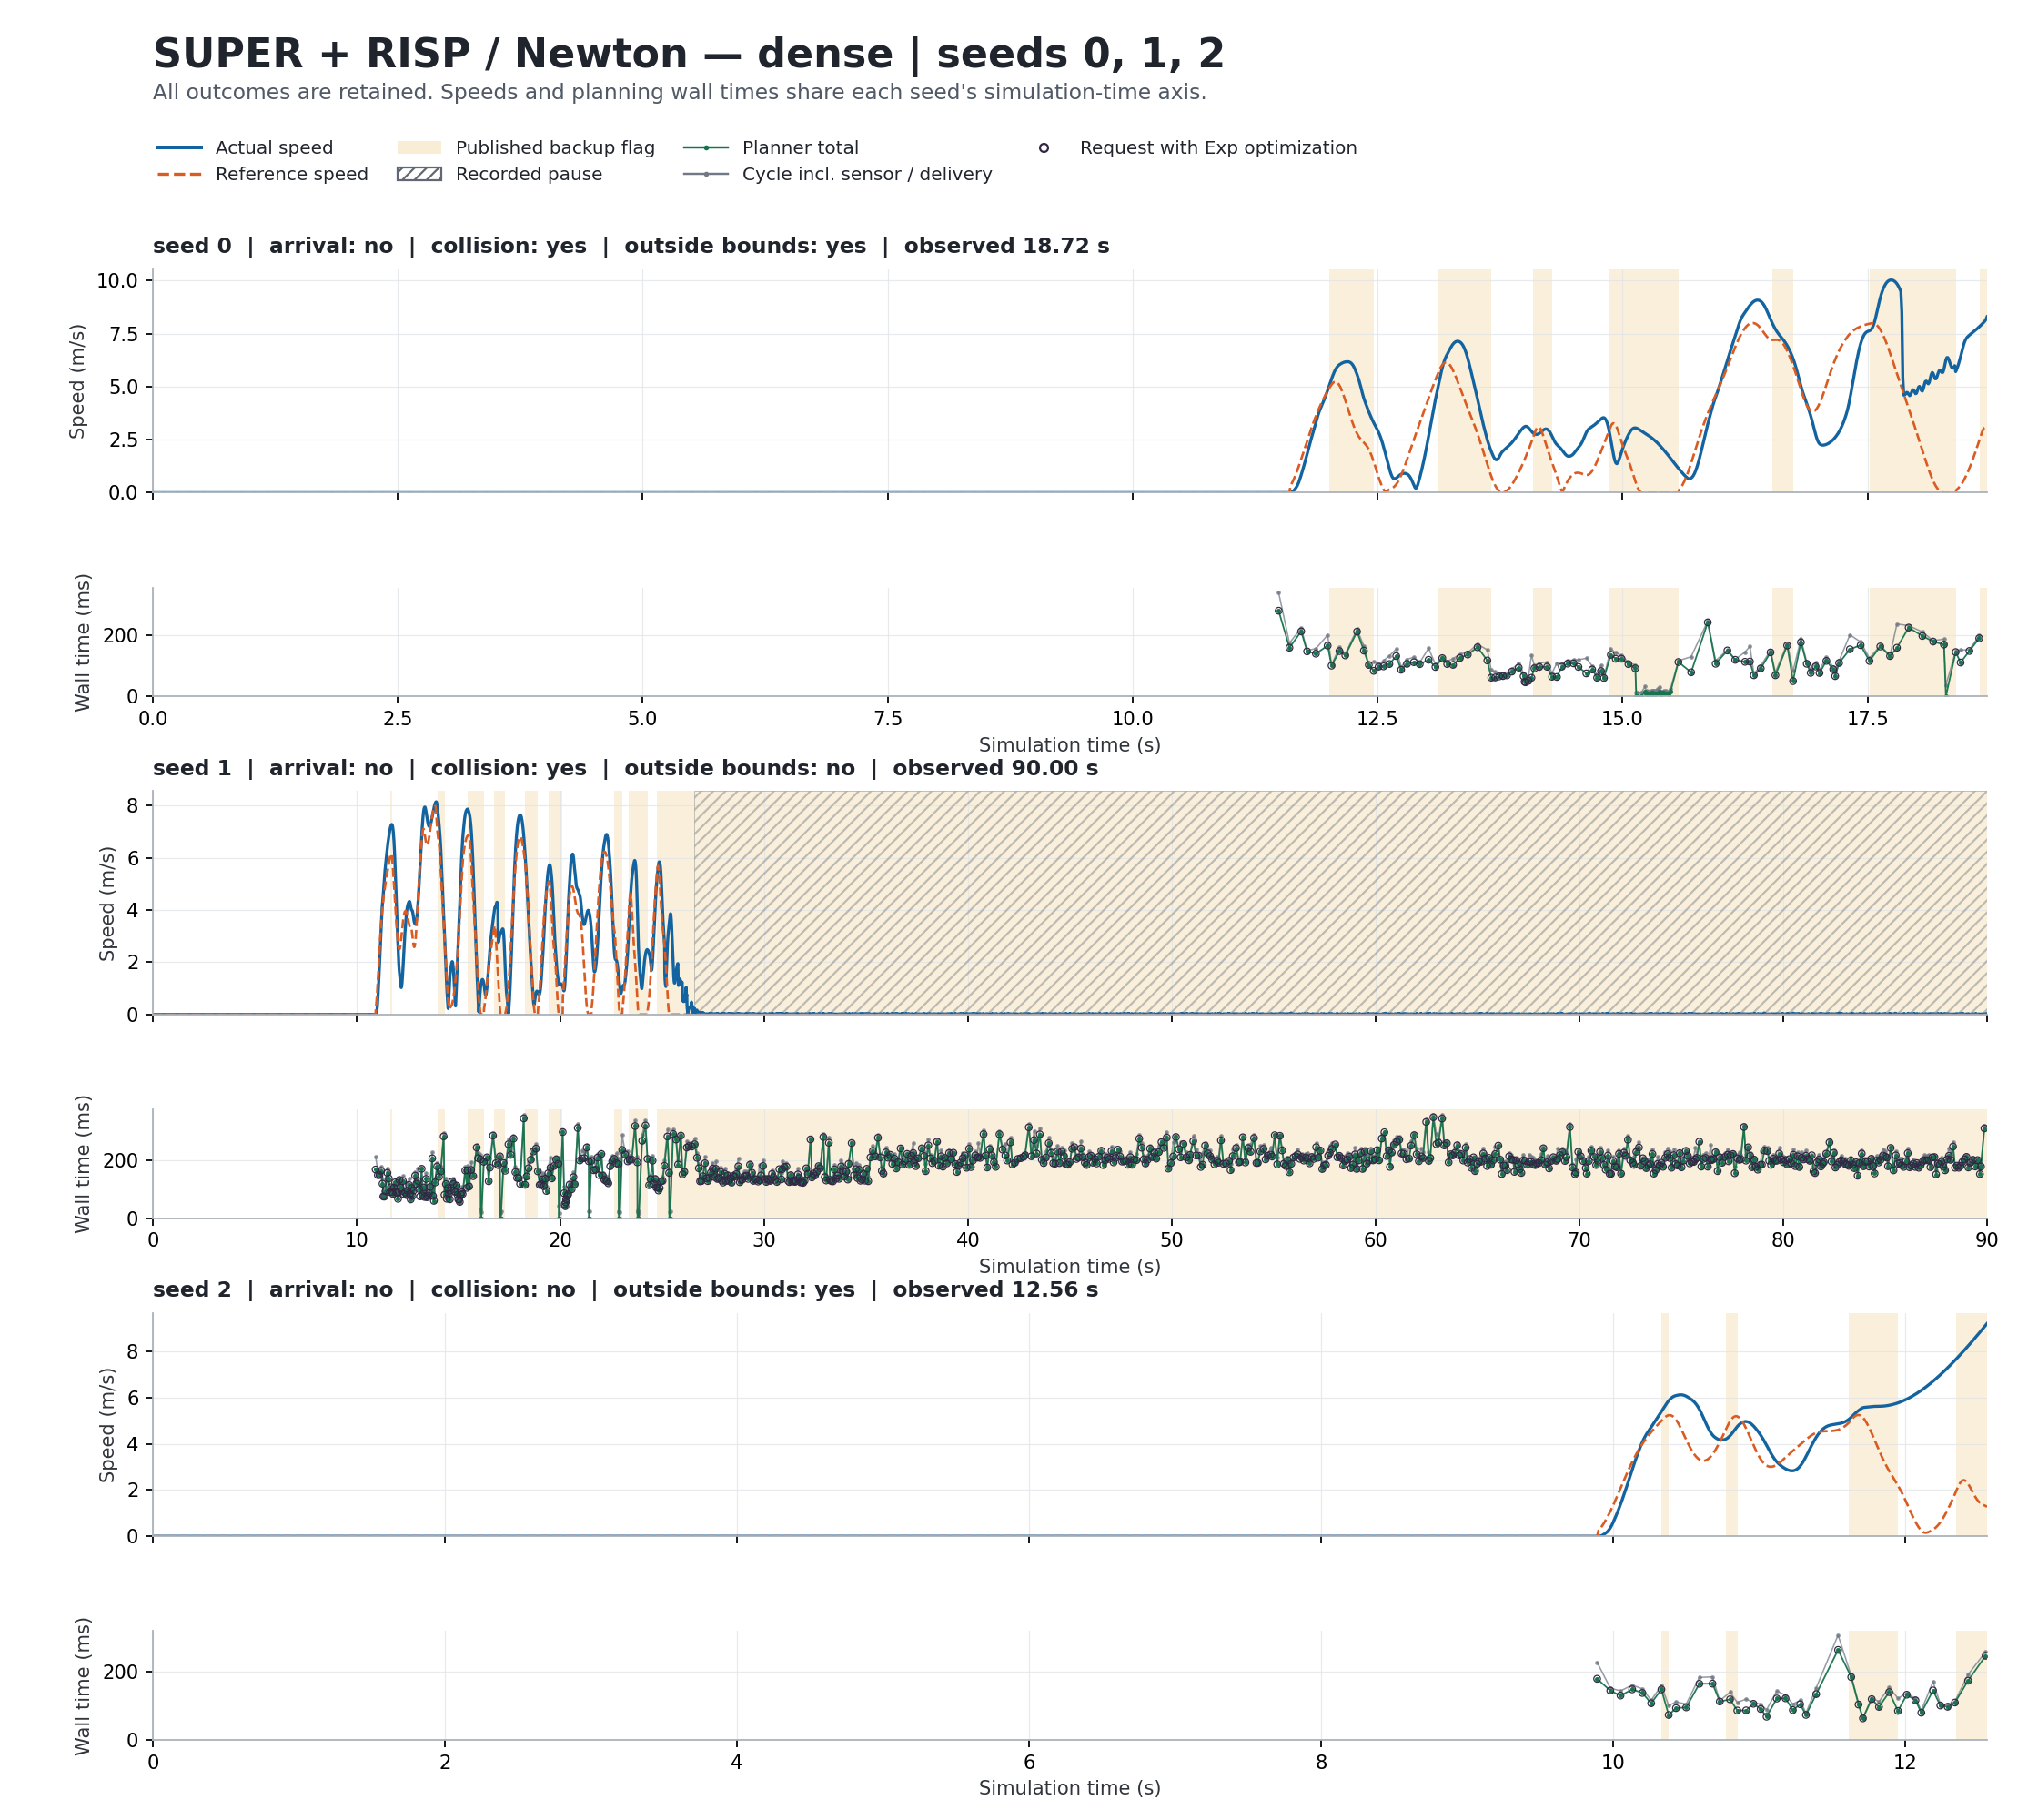 SUPER + RISP / Newton — dense | seeds 0, 1, 2
All outcomes are retained. Speeds and planning wall times share each seed's simulation-time axis.
Actual speed Published backup flag Planner total Request with Exp optimization
Reference speed Recorded pause Cycle incl. sensor / delivery
seed 0 | arrival: no | collision: yes | outside bounds: yes | observed 18.72 s
Speed (m/s)
10.0
7.5
5.0
2.5
0.0
Wall time (ms)
200
0
0.0 2.5 5.0 7.5 10.0 12.5 15.0 17.5
Simulation time (s)
seed 1 | arrival: no | collision: yes | outside bounds: no | observed 90.00 s
Speed (m/s)
8
6
4
2
0
Wall time (ms)
200
0
0 10 20 30 40 50 60 70 80 90
Simulation time (s)
seed 2 | arrival: no | collision: no | outside bounds: yes | observed 12.56 s
Speed (m/s)
8
6
4
2
0
Wall time (ms)
200
0
0 2 4 6 8 10 12
Simulation time (s)